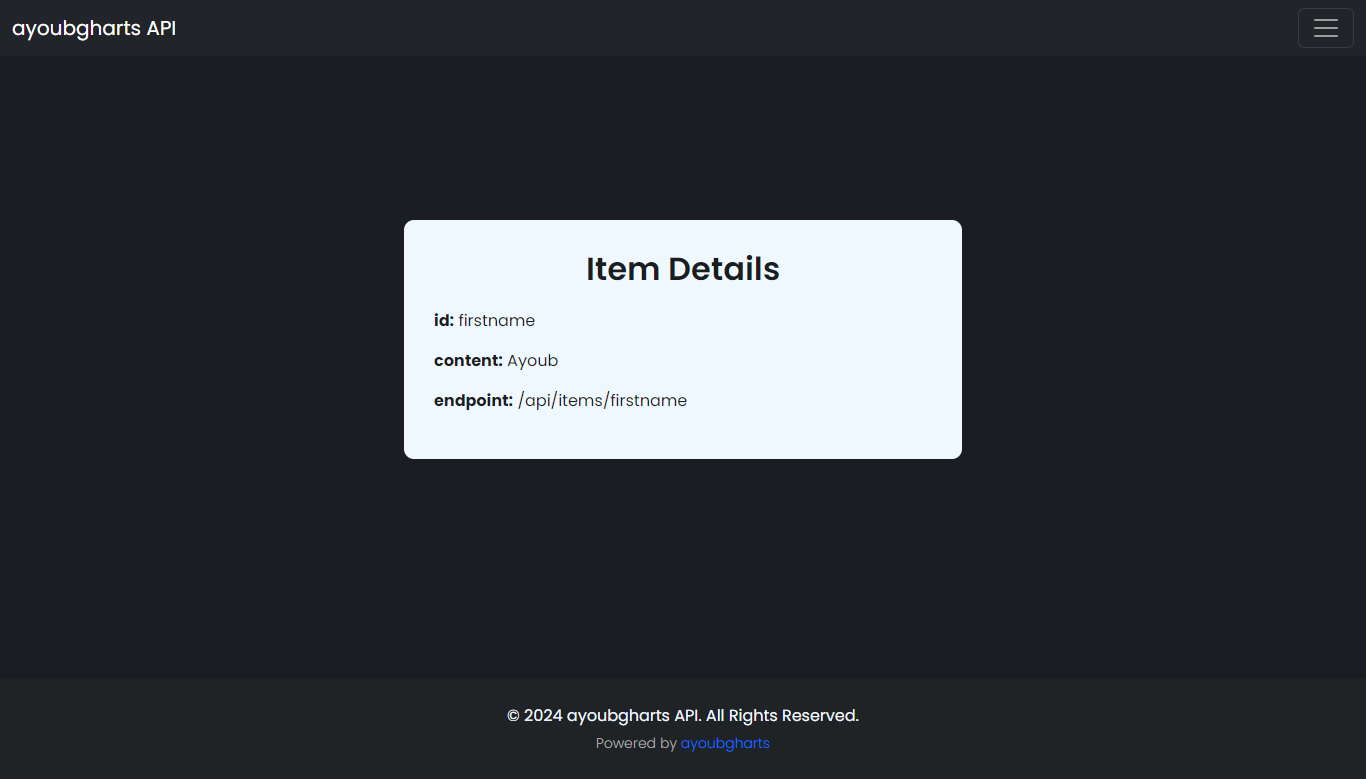 ayoubgharts API
Item Details
id: firstname
content: Ayoub
endpoint: /api/items/firstname
© 2024 ayoubgharts API. All Rights Reserved.
Powered by ayoubgharts